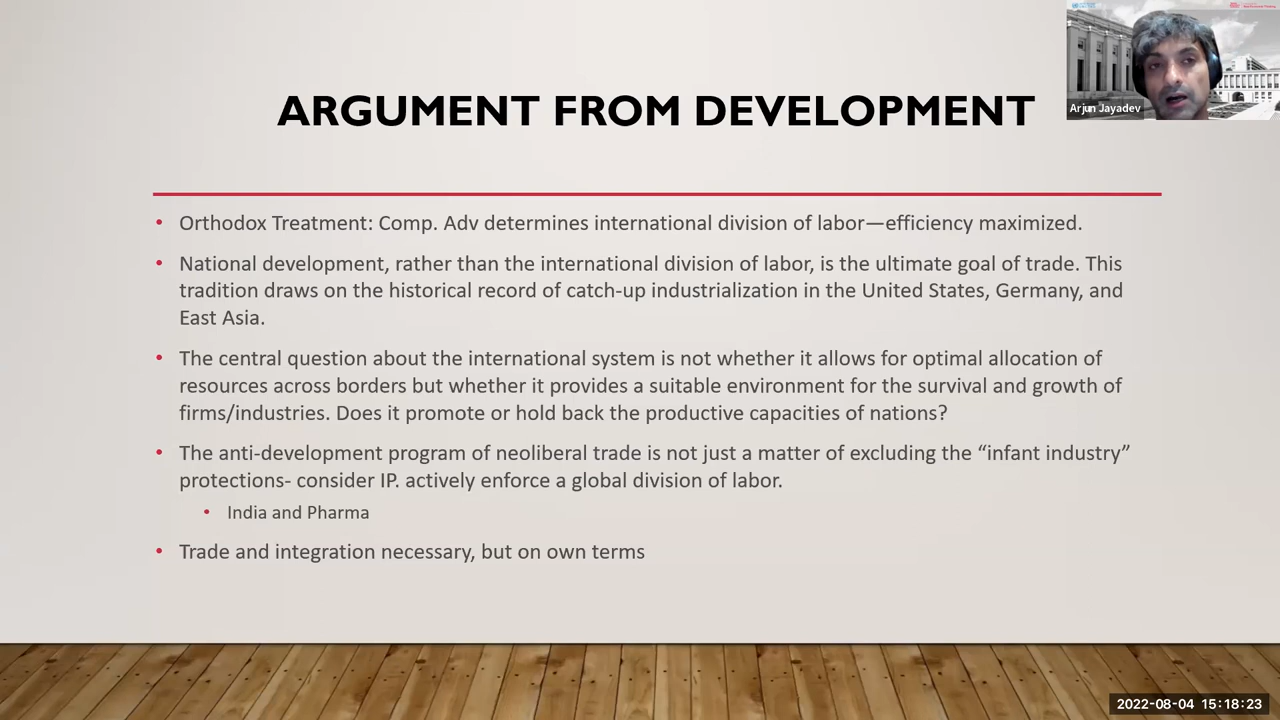 ARGUMENT FROM DEVELOPMENT
Arjun Jayadev
• Orthodox Treatment: Comp. Adv determines international division of labor—efficiency maximized.
• National development, rather than the international division of labor, is the ultimate goal of trade. This
tradition draws on the historical record of catch-up industrialization in the United States, Germany, and
East Asia.
• The central question about the international system is not whether it allows for optimal allocation of
resources across borders but whether it provides a suitable environment for the survival and growth of
firms/industries. Does it promote or hold back the productive capacities of nations?
• The anti-development program of neoliberal trade is not just a matter of excluding the “infant industry”
protections- consider IP. actively enforce a global division of labor.
• India and Pharma
• Trade and integration necessary, but on own terms
2022-08-04 15:18:23